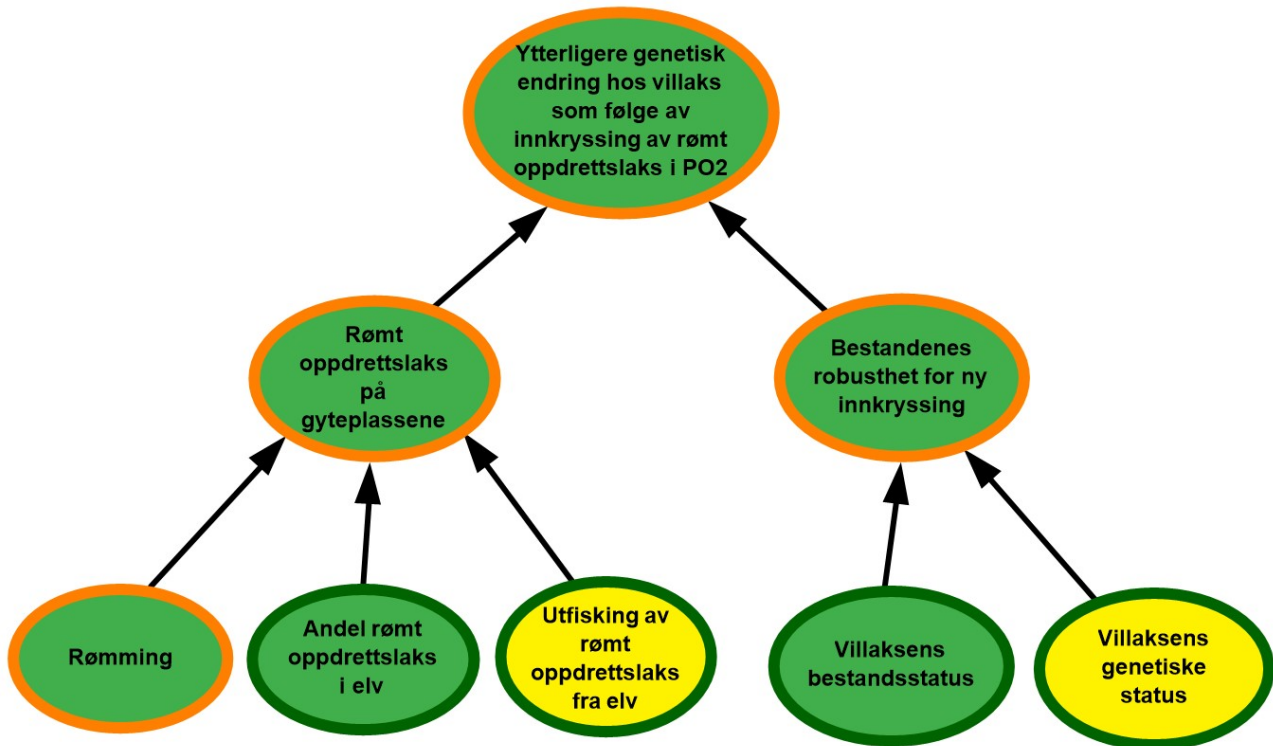 Ytterligere genetisk
endring hos villaks
som følge av
innkryssing av rømt
oppdrettslaks i PO2
Rømt
oppdrettslaks
på
gyteplassene
Bestandenes
robusthet for ny
innkryssing
Rømming
Andel rømt
oppdrettslaks
i elv
Utfisking av
rømt
oppdrettslaks
fra elv
Villaksens
bestandsstatus
Villaksens
genetiske
status